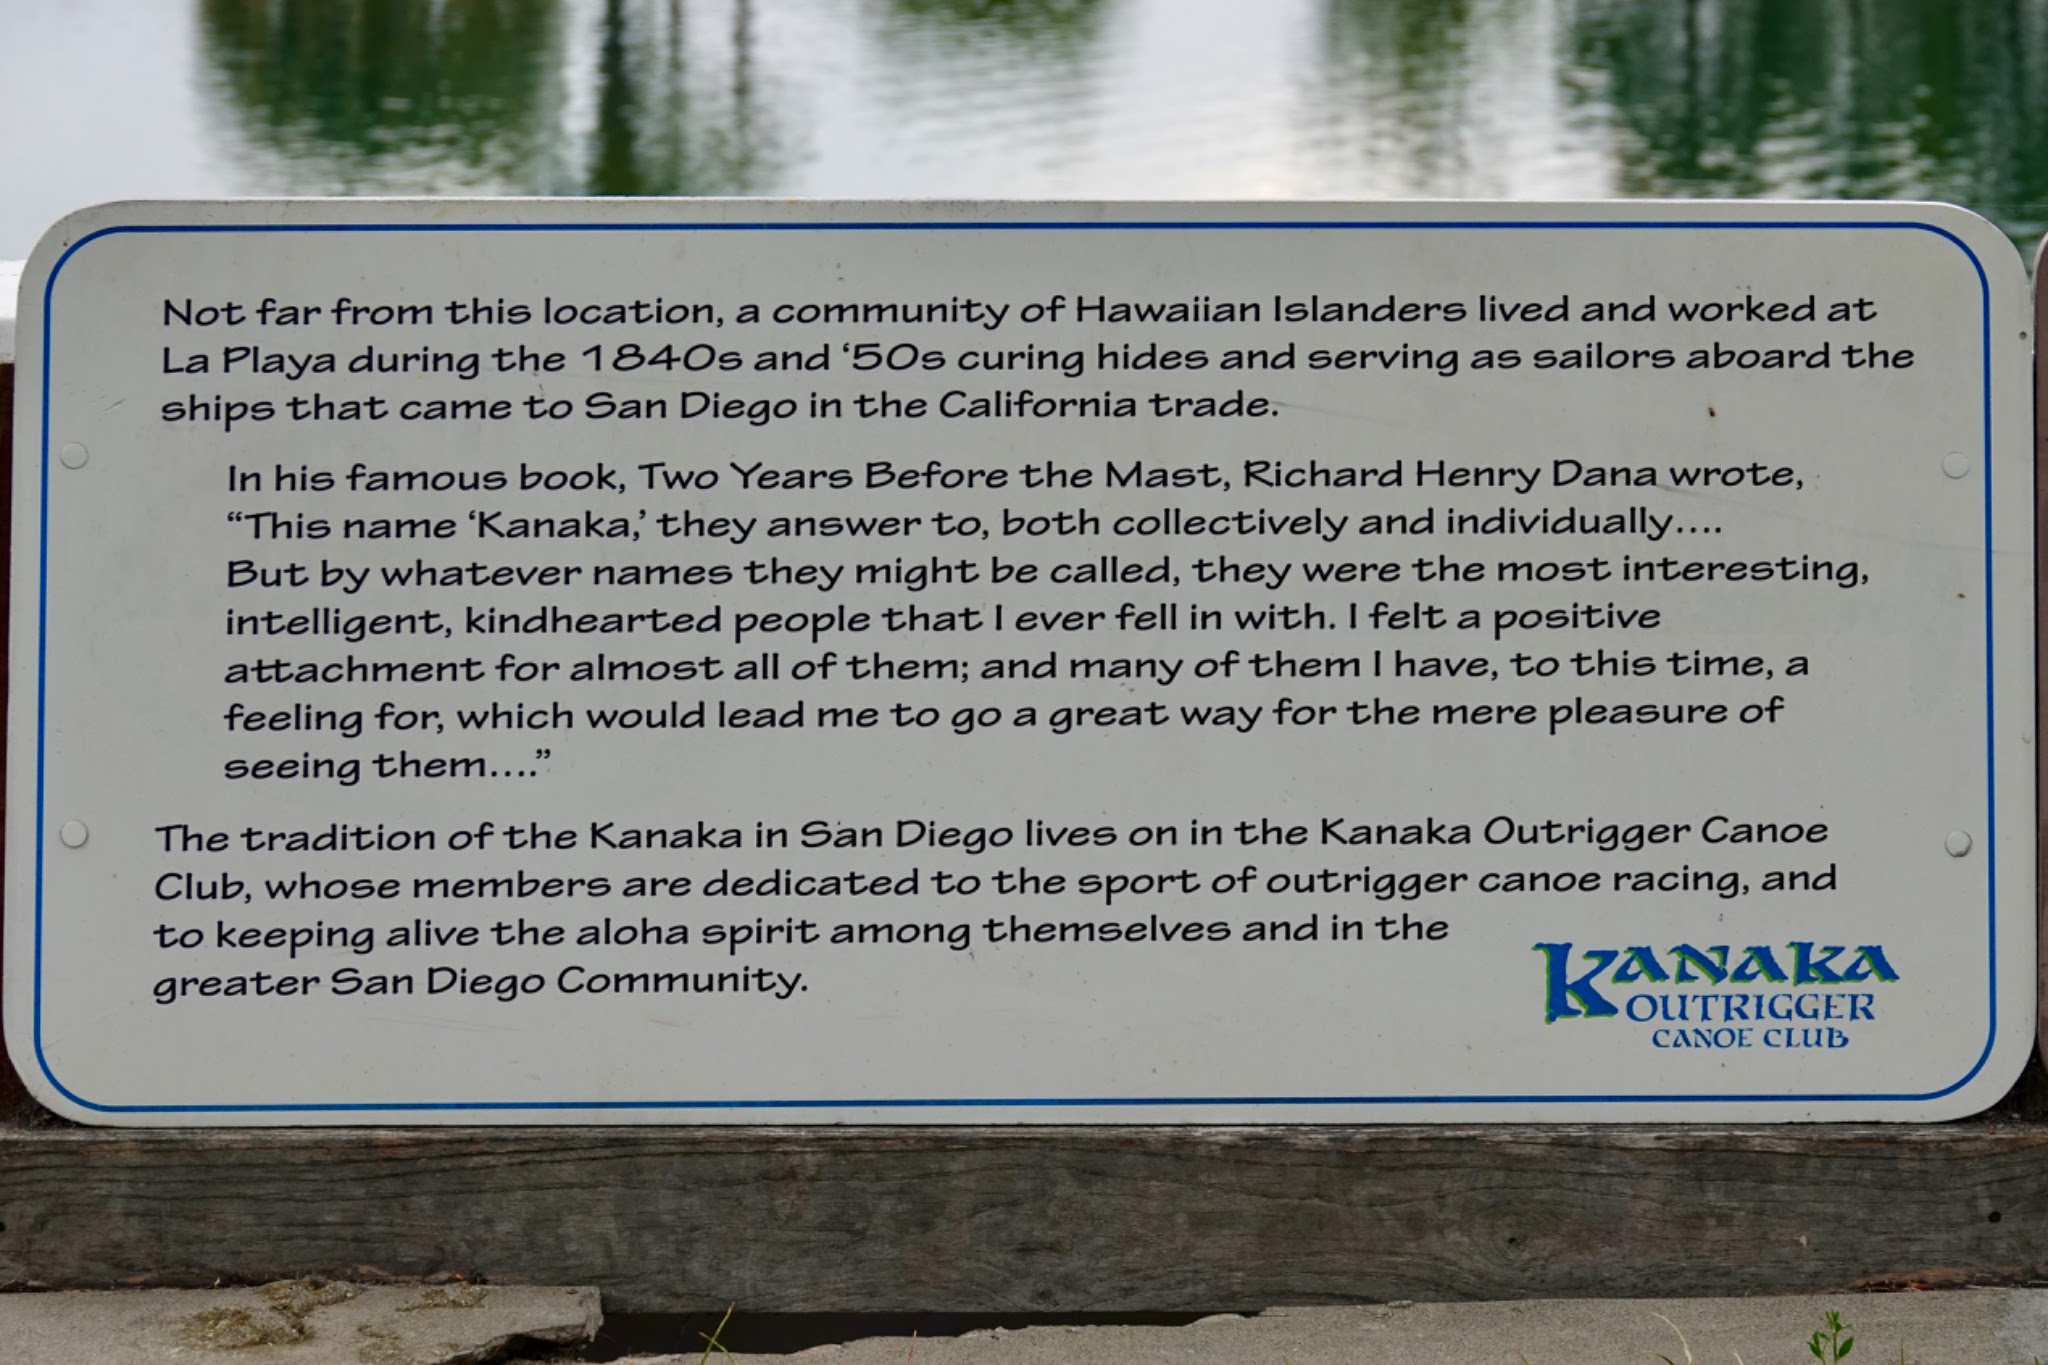 Not far from this location, a community of Hawaiian Islanders lived and worked at
La Playa during the 1840s and ‘50s curing hides and serving as sailors aboard the
ships that came to San Diego in the California trade.
In his famous book, Two Years Before the Mast, Richard Henry Dana wrote,
“This name ‘Kanaka,’ they answer to, both collectively and individually....
But by whatever names they might be called, they were the most interesting,
intelligent, kindhearted people that I ever fell in with. I felt a positive
attachment for almost all of them; and many of them I have, to this time, a
feeling for, which would lead me to go a great way for the mere pleasure of
seeing them....”
The tradition of the Kanaka in San Diego lives on in the Kanaka Outrigger Canoe
Club, whose members are dedicated to the sport of outrigger canoe racing, and
to keeping alive the aloha spirit among themselves and in the
greater San Diego Community.
KANAKA
OUTRIGGER
CANOE CLUB